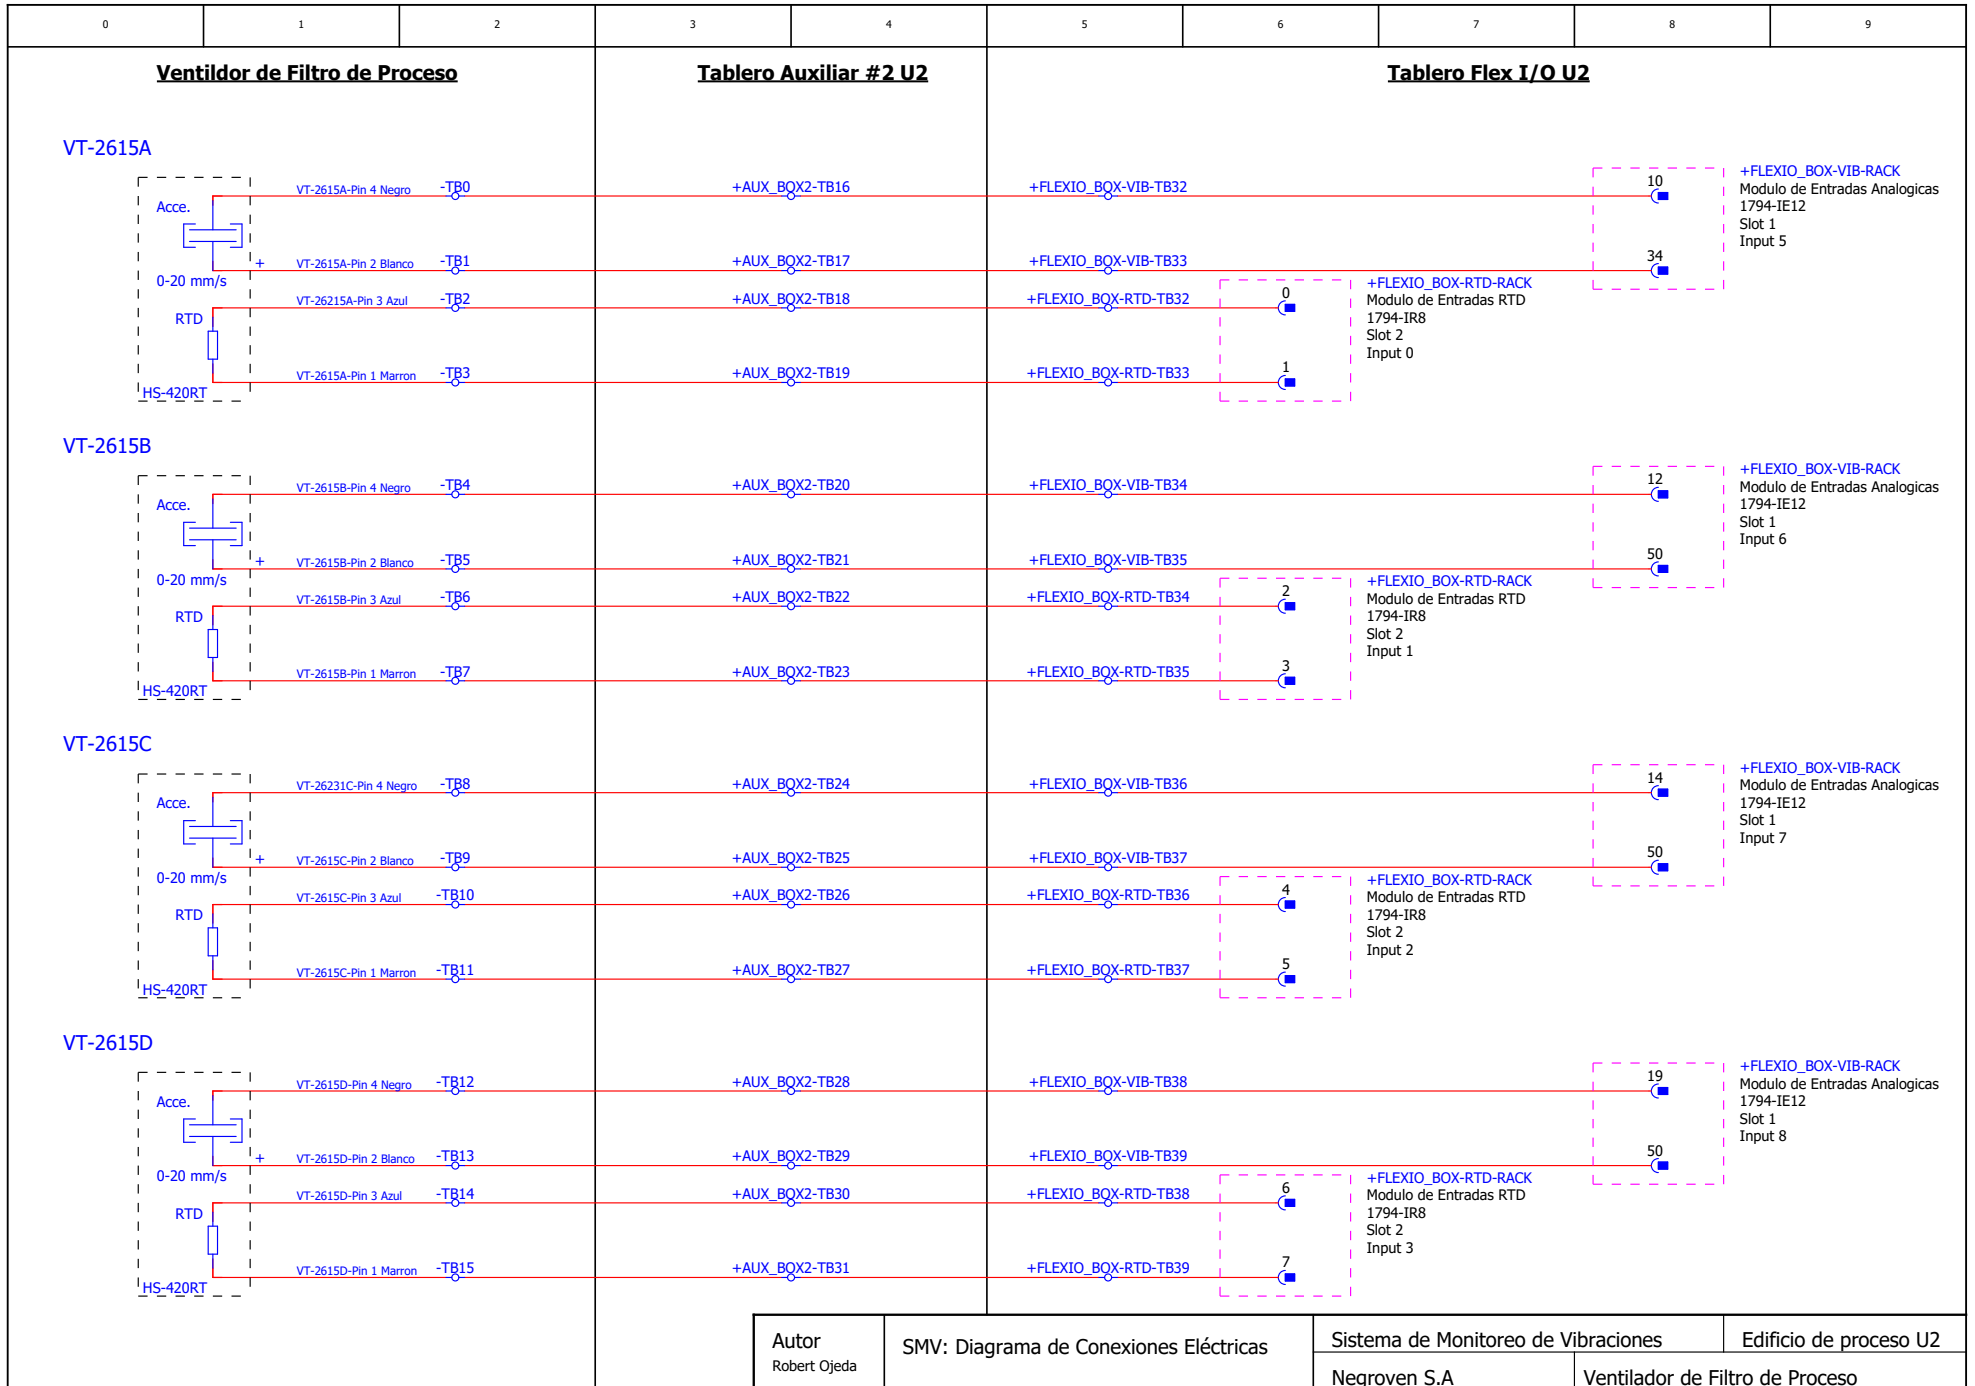 0 1 2 3 4 5 6 7 8 9
Ventildor de Filtro de Proceso
Tablero Auxiliar #2 U2
Tablero Flex I/O U2
VT-2615A
Acce.
VT-2615A-Pin 4 Negro -TB0 +AUX_BOX2-TB16 +FLEXIO_BOX-VIB-TB32 10
+ VT-2615A-Pin 2 Blanco -TB1 +AUX_BOX2-TB17 +FLEXIO_BOX-VIB-TB33 34
0-20 mm/s
VT-26215A-Pin 3 Azul -TB2 +AUX_BOX2-TB18 +FLEXIO_BOX-RTD-TB32 0
RTD
VT-2615A-Pin 1 Marron -TB3 +AUX_BOX2-TB19 +FLEXIO_BOX-RTD-TB33 1
HS-420RT
+FLEXIO_BOX-RTD-RACK
Modulo de Entradas RTD
1794-IR8
Slot 2
Input 0
+FLEXIO_BOX-VIB-RACK
Modulo de Entradas Analogicas
1794-IE12
Slot 1
Input 5
VT-2615B
Acce.
VT-2615B-Pin 4 Negro -TB4 +AUX_BOX2-TB20 +FLEXIO_BOX-VIB-TB34 12
+ VT-2615B-Pin 2 Blanco -TB5 +AUX_BOX2-TB21 +FLEXIO_BOX-VIB-TB35 50
0-20 mm/s
VT-2615B-Pin 3 Azul -TB6 +AUX_BOX2-TB22 +FLEXIO_BOX-RTD-TB34 2
RTD
VT-2615B-Pin 1 Marron -TB7 +AUX_BOX2-TB23 +FLEXIO_BOX-RTD-TB35 3
HS-420RT
+FLEXIO_BOX-RTD-RACK
Modulo de Entradas RTD
1794-IR8
Slot 2
Input 1
+FLEXIO_BOX-VIB-RACK
Modulo de Entradas Analogicas
1794-IE12
Slot 1
Input 6
VT-2615C
Acce.
VT-26231C-Pin 4 Negro -TB8 +AUX_BOX2-TB24 +FLEXIO_BOX-VIB-TB36 14
+ VT-2615C-Pin 2 Blanco -TB9 +AUX_BOX2-TB25 +FLEXIO_BOX-VIB-TB37 50
0-20 mm/s
VT-2615C-Pin 3 Azul -TB10 +AUX_BOX2-TB26 +FLEXIO_BOX-RTD-TB36 4
RTD
VT-2615C-Pin 1 Marron -TB11 +AUX_BOX2-TB27 +FLEXIO_BOX-RTD-TB37 5
HS-420RT
+FLEXIO_BOX-RTD-RACK
Modulo de Entradas RTD
1794-IR8
Slot 2
Input 2
+FLEXIO_BOX-VIB-RACK
Modulo de Entradas Analogicas
1794-IE12
Slot 1
Input 7
VT-2615D
Acce.
VT-2615D-Pin 4 Negro -TB12 +AUX_BOX2-TB28 +FLEXIO_BOX-VIB-TB38 19
+ VT-2615D-Pin 2 Blanco -TB13 +AUX_BOX2-TB29 +FLEXIO_BOX-VIB-TB39 50
0-20 mm/s
VT-2615D-Pin 3 Azul -TB14 +AUX_BOX2-TB30 +FLEXIO_BOX-RTD-TB38 6
RTD
VT-2615D-Pin 1 Marron -TB15 +AUX_BOX2-TB31 +FLEXIO_BOX-RTD-TB39 7
HS-420RT
+FLEXIO_BOX-RTD-RACK
Modulo de Entradas RTD
1794-IR8
Slot 2
Input 3
+FLEXIO_BOX-VIB-RACK
Modulo de Entradas Analogicas
1794-IE12
Slot 1
Input 8
Autor
Robert Ojeda
SMV: Diagrama de Conexiones Eléctricas
Sistema de Monitoreo de Vibraciones
Edificio de proceso U2
Negroven S.A
Ventilador de Filtro de Proceso